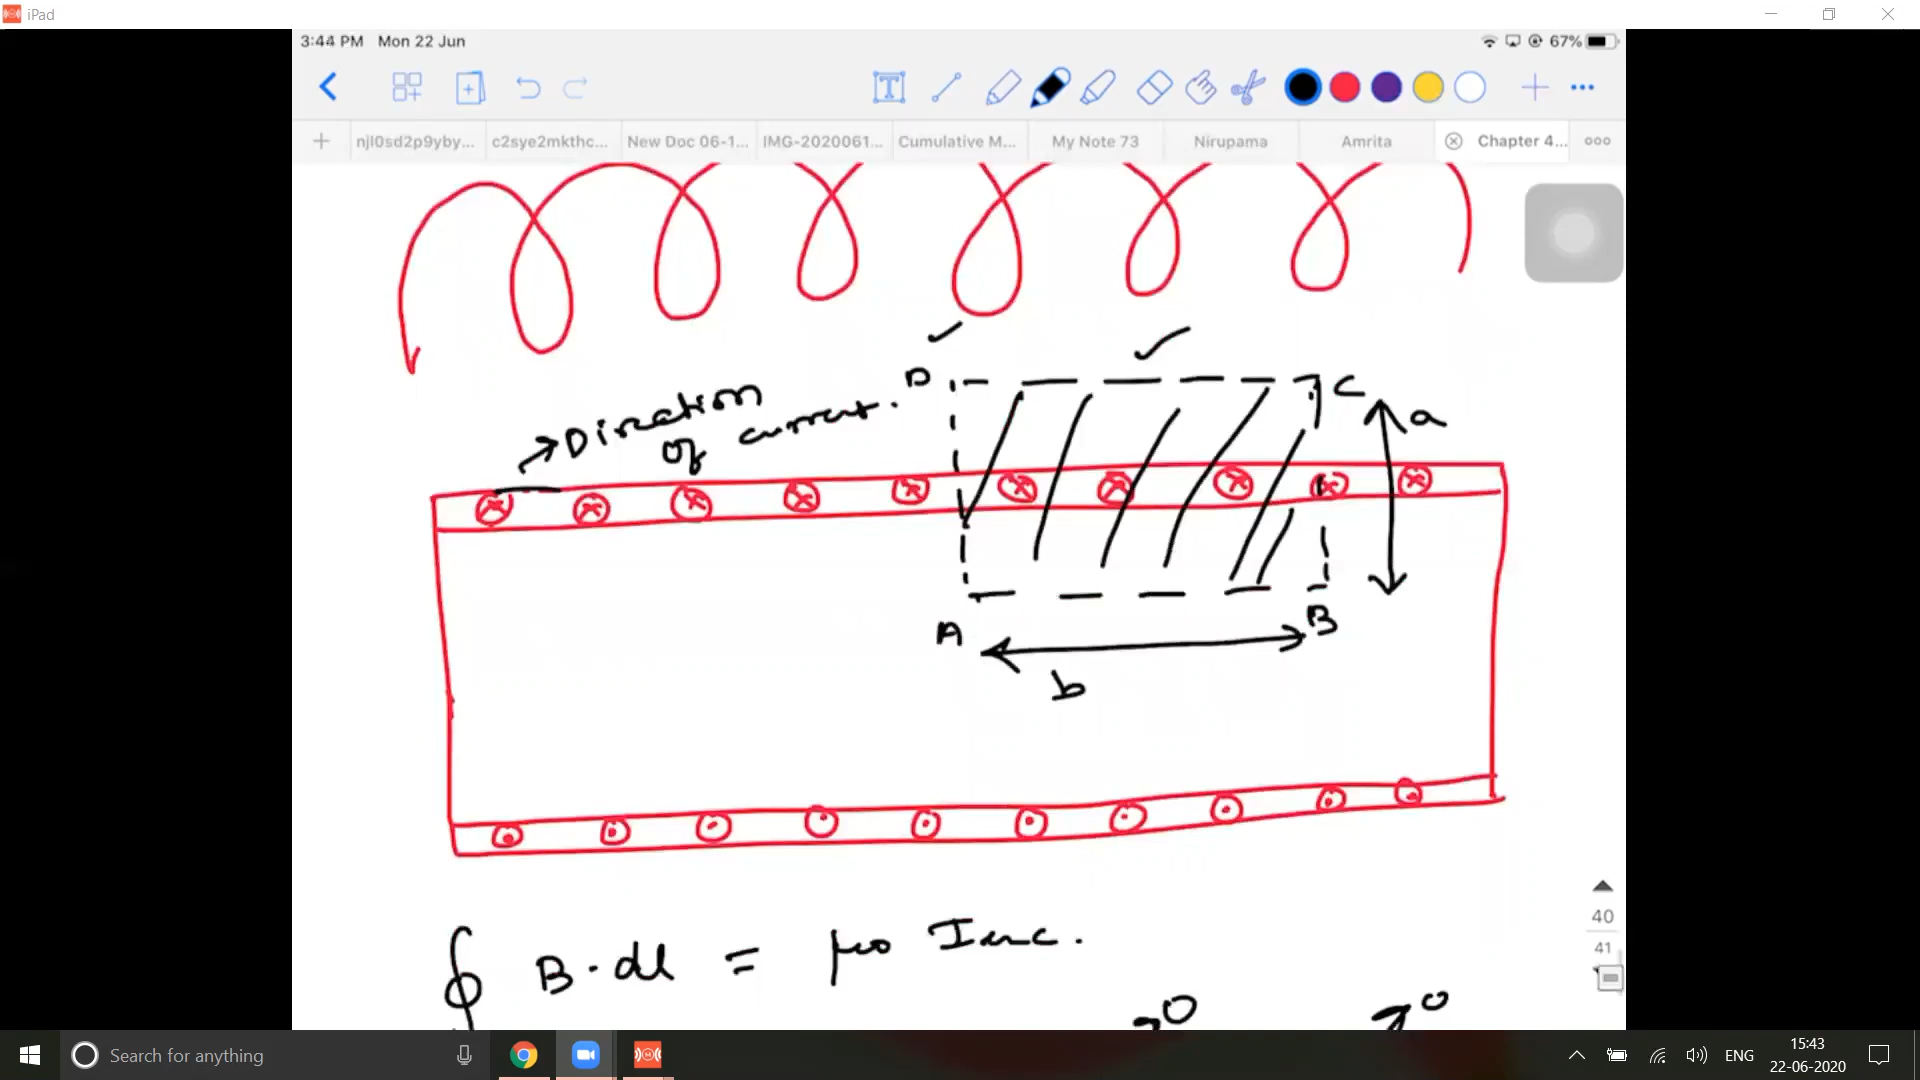 iPad
3:44 PM Mon 22 Jun
67%
njl0sd2p9yby...
c2sye2mkthc...
New Doc 06-1...
IMG-2020061...
Cumulative M...
My Note 73
Nirupama
Amrita
Chapter 4...
→ Direction
of current.
D
C
a
A
B
b
∮ B·dl = μo Ienc.
40
41
Search for anything
ENG
15:43
22-06-2020